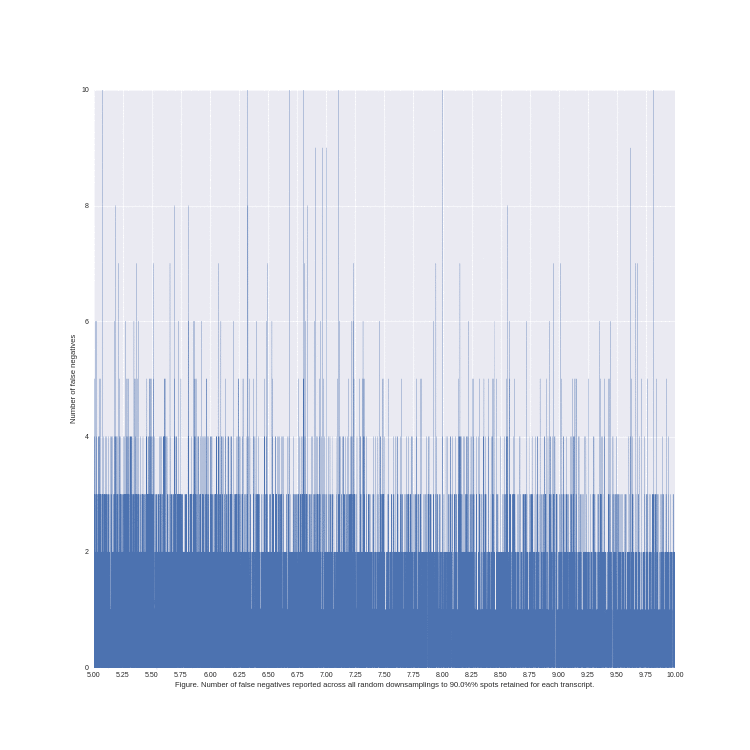 10
8
6
4
2
0
Number of false negatives
5.00 5.25 5.50 5.75 6.00 6.25 6.50 6.75 7.00 7.25 7.50 7.75 8.00 8.25 8.50 8.75 9.00 9.25 9.50 9.75 10.00
Figure. Number of false negatives reported across all random downsamplings to 90.0%% spots retained for each transcript.